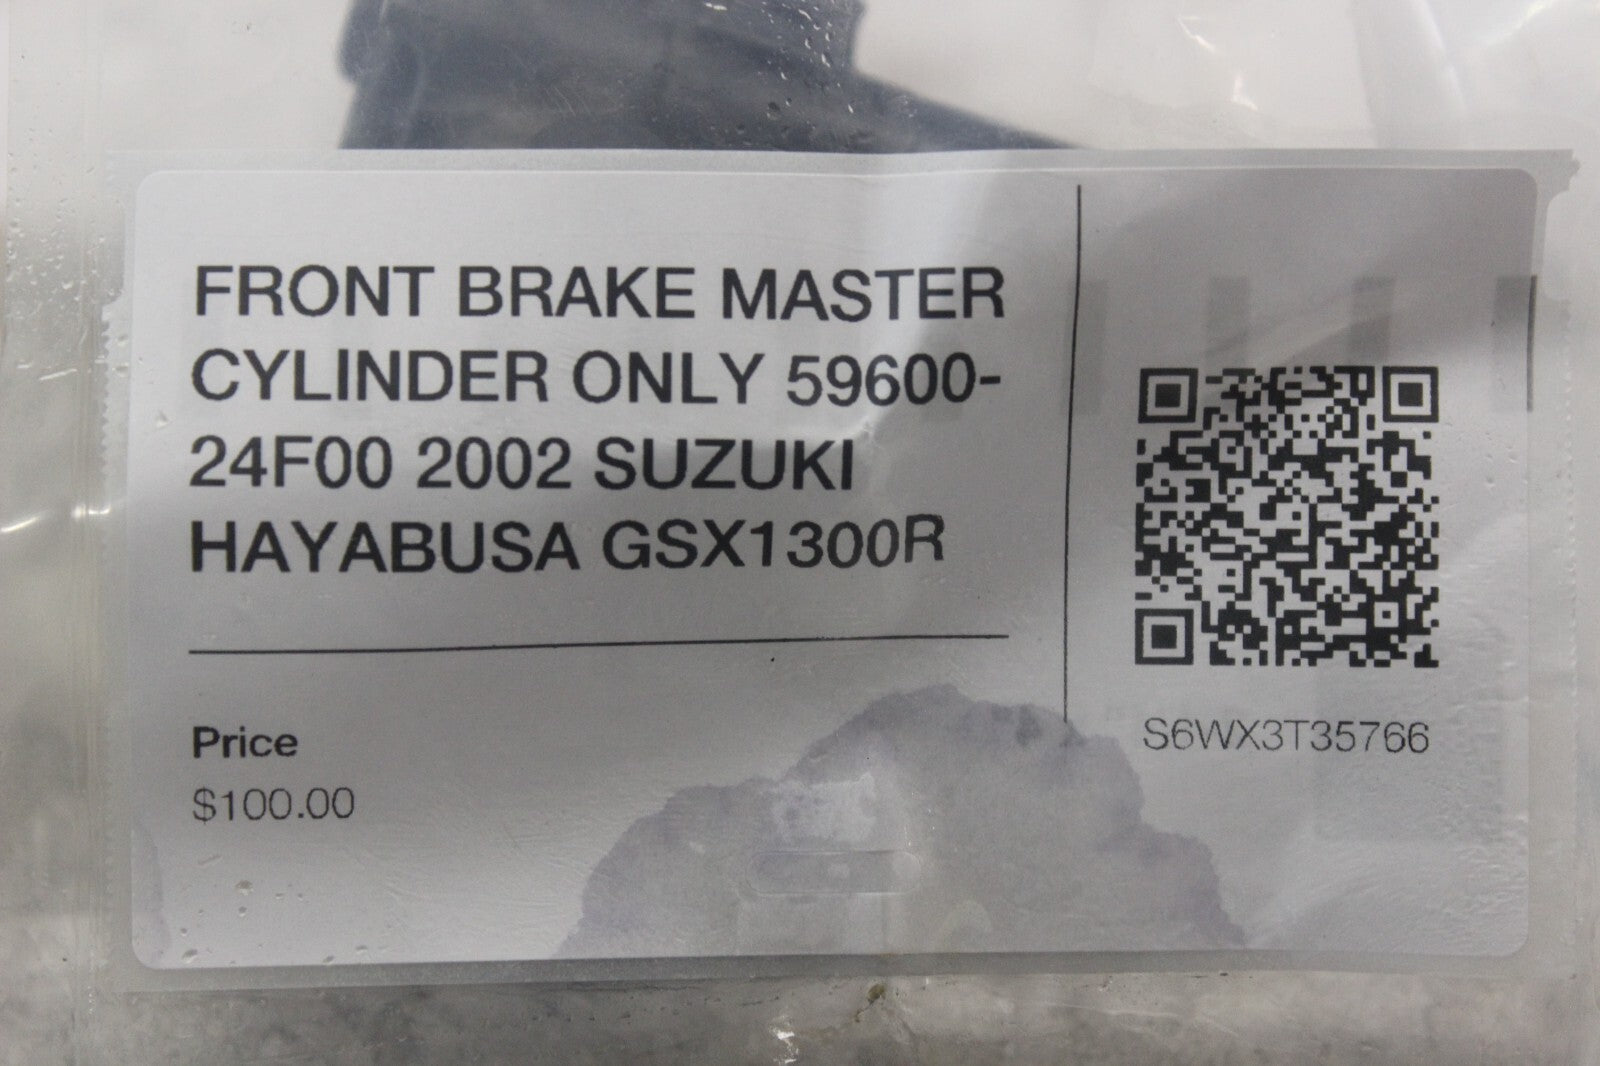 FRONT BRAKE MASTER
CYLINDER ONLY 59600-
24F00 2002 SUZUKI
HAYABUSA GSX1300R
Price
$100.00
S6WX3T35766